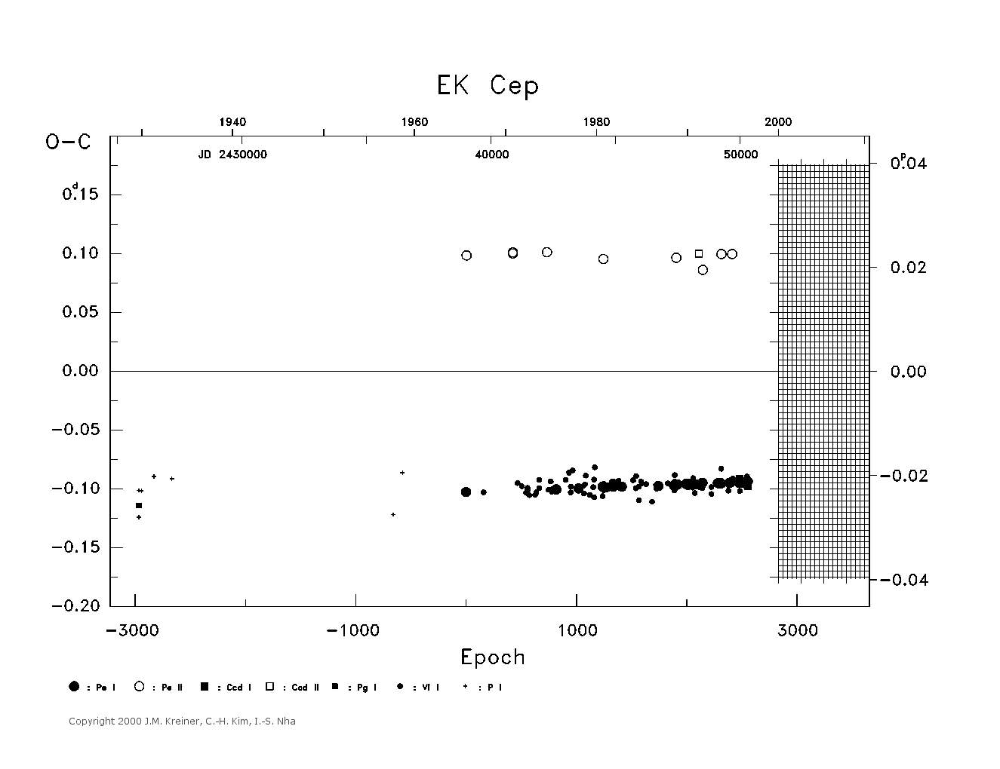 EK Cep
1940 1960 1980 2000
O-C
JD 2430000 40000 50000
0.04
p
d
0.15
0.10
0.02
0.05
0.00 0.00
-0.05
-0.10 -0.02
-0.15
-0.04
-0.20
-3000 -1000 1000 3000
Epoch
: Pe I : Pe II : Ccd I : Ccd II : Pg I : Vi I : P I
Copyright 2000 J.M. Kreiner, C.-H. Kim, I.-S. Nha